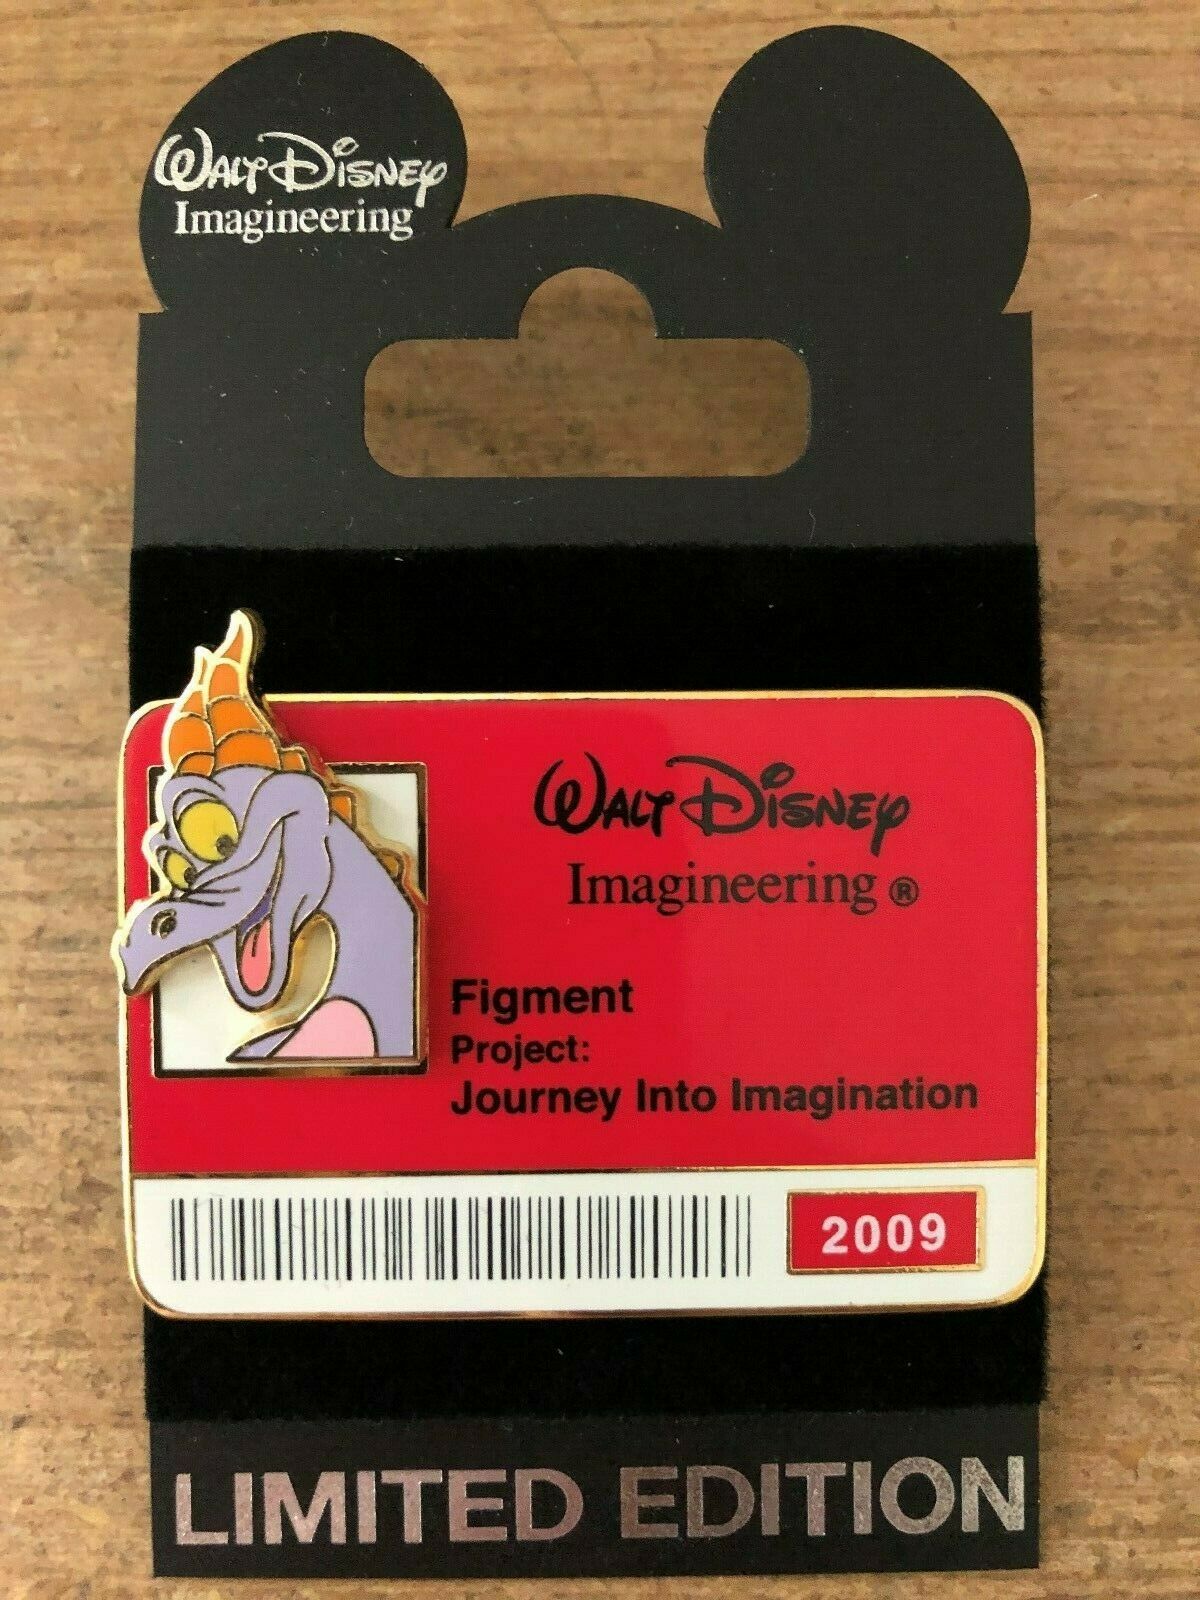 WALT DISNEY
Imagineering
WALT DISNEY
Imagineering ®
Figment
Project:
Journey Into Imagination
2009
LIMITED EDITION